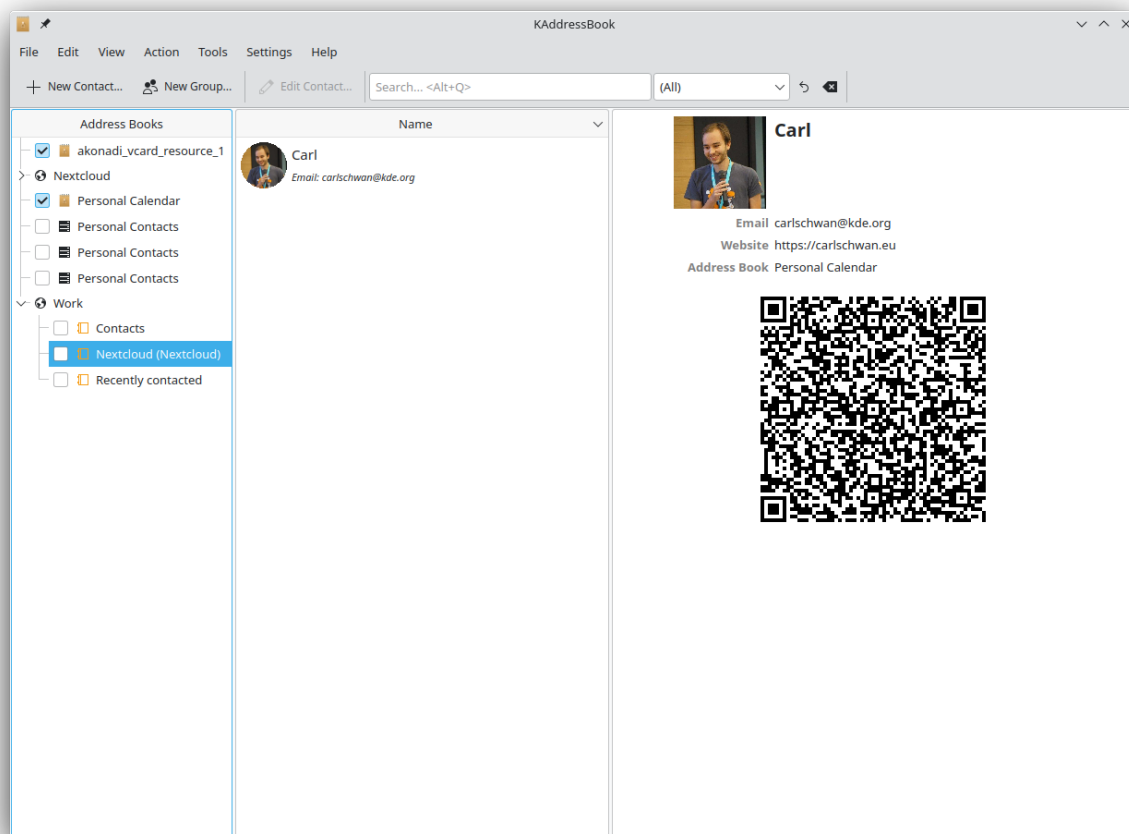 KAddressBook
File Edit View Action Tools Settings Help
New Contact... New Group... Edit Contact... Search... <Alt+Q> (All)
Address Books
akonadi_vcard_resource_1
Nextcloud
Personal Calendar
Personal Contacts
Personal Contacts
Personal Contacts
Work
Contacts
Nextcloud (Nextcloud)
Recently contacted
Name
Carl
Email: carlschwan@kde.org
Carl
Email carlschwan@kde.org
Website https://carlschwan.eu
Address Book Personal Calendar